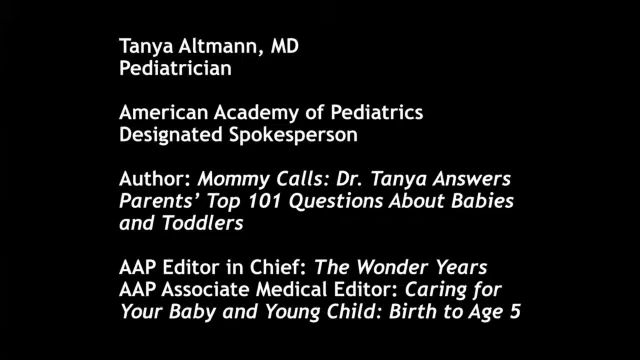 Tanya Altmann, MD
Pediatrician
American Academy of Pediatrics
Designated Spokesperson
Author: Mommy Calls: Dr. Tanya Answers
Parents’ Top 101 Questions About Babies
and Toddlers
AAP Editor in Chief: The Wonder Years
AAP Associate Medical Editor: Caring for
Your Baby and Young Child: Birth to Age 5